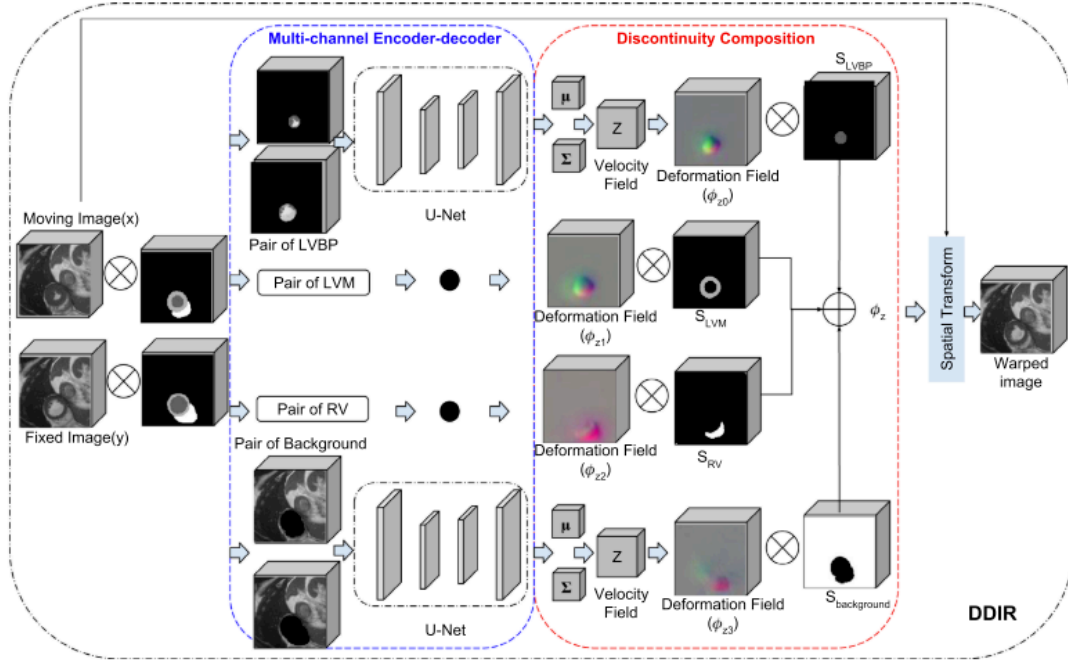 Multi-channel Encoder-decoder
Discontinuity Composition
S_LVBP
μ
Σ
Z
Velocity
Field
Deformation Field
(ϕ_z0)
U-Net
Pair of LVBP
Moving Image(x)
Pair of LVM
Deformation Field
(ϕ_z1)
S_LVM
ϕ_z
Spatial Transform
Warped
image
Fixed Image(y)
Pair of RV
Deformation Field
(ϕ_z2)
S_RV
Pair of Background
U-Net
μ
Σ
Z
Velocity
Field
Deformation Field
(ϕ_z3)
S_background
DDIR